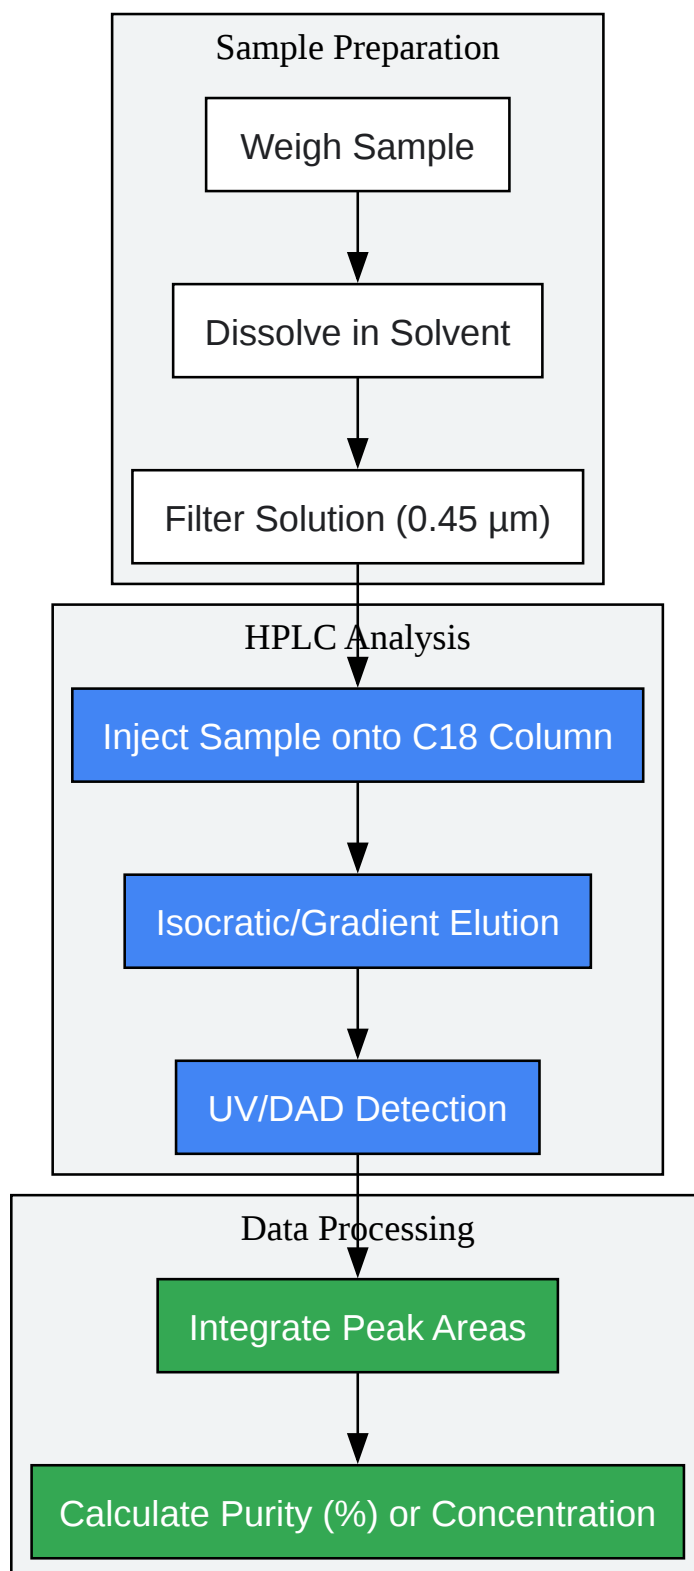 Sample Preparation
Weigh Sample
Dissolve in Solvent
Filter Solution (0.45 µm)
HPLC Analysis
Inject Sample onto C18 Column
Isocratic/Gradient Elution
UV/DAD Detection
Data Processing
Integrate Peak Areas
Calculate Purity (%) or Concentration